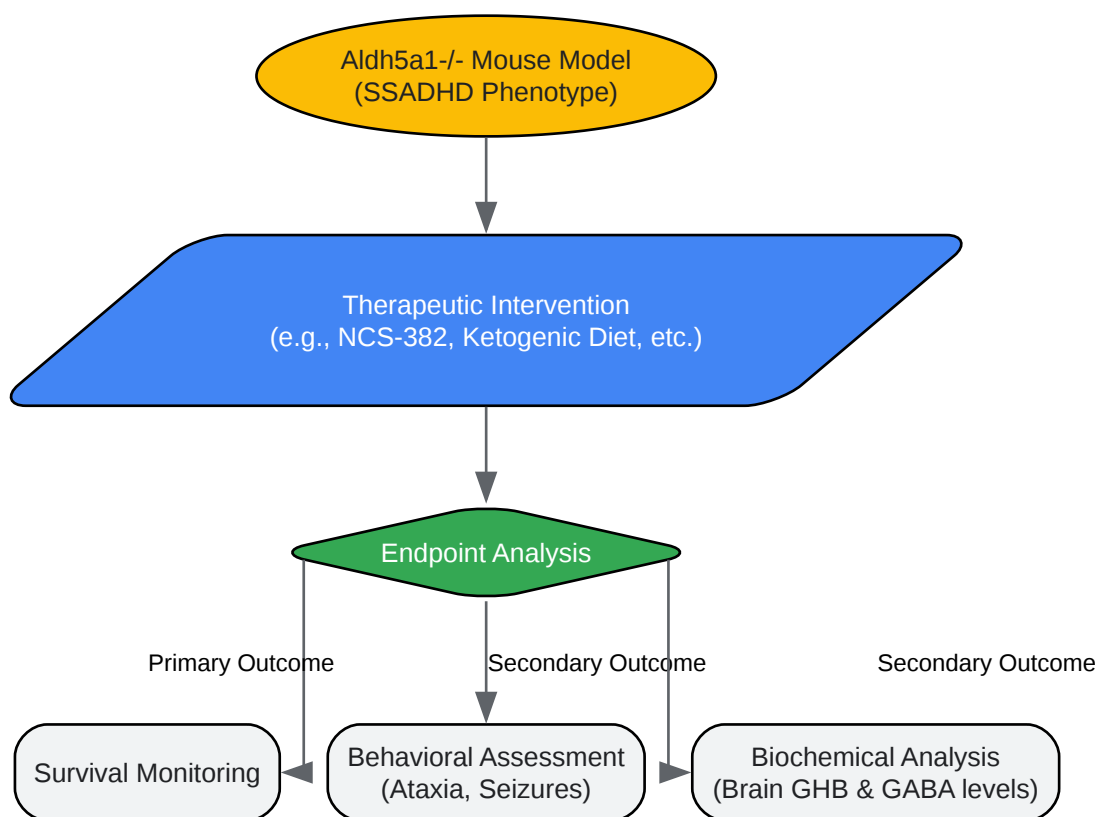 Aldh5a1-/- Mouse Model
(SSADHD Phenotype)
Therapeutic Intervention
(e.g., NCS-382, Ketogenic Diet, etc.)
Endpoint Analysis
Primary Outcome
Secondary Outcome
Secondary Outcome
Survival Monitoring
Behavioral Assessment
(Ataxia, Seizures)
Biochemical Analysis
(Brain GHB & GABA levels)